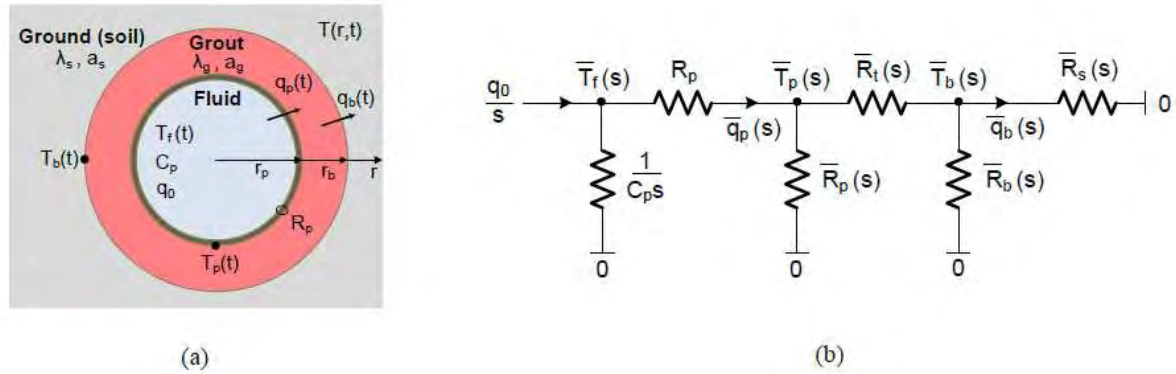 Ground (soil)
λs , as
T(r,t)
Grout
λg , ag
qp(t)
qb(t)
Fluid
Tf(t)
Cp
q0
Tb(t)
rp
rb
r
Rp
Tp(t)
(a)
q0/s
T̅f(s)
Rp
T̅p(s)
R̅t(s)
T̅b(s)
R̅s(s)
0
q̅p(s)
q̅b(s)
1/Cps
R̅p(s)
R̅b(s)
0
0
0
(b)